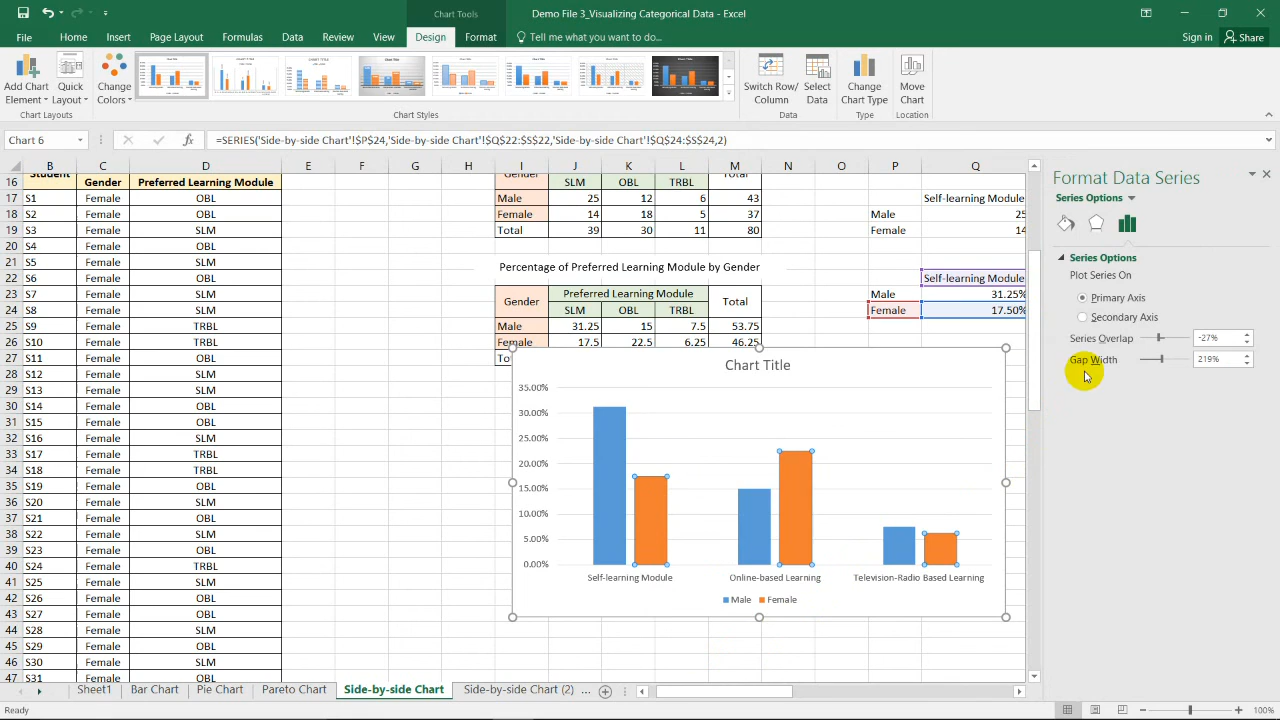 Chart Tools
Demo File 3_Visualizing Categorical Data - Excel
File Home Insert Page Layout Formulas Data Review View Design Format Tell me what you want to do... Sign in Share
Add Chart Element Quick Layout Change Colors Switch Row/ Column Select Data Change Chart Type Move Chart
Chart Layouts Chart Styles Data Type Location
Chart 6 fx =SERIES('Side-by-side Chart'!$P$24,'Side-by-side Chart'!$Q$22:$S$22,'Side-by-side Chart'!$Q$24:$S$24,2)
B C D E F G H I J K L M N O P Q
Student Gender Total
16 Gender Preferred Learning Module SLM OBL TRBL
17 S1 Female OBL Male 25 12 6 43 Self-learning Module
18 S2 Female OBL Female 14 18 5 37 Male 25
19 S3 Female SLM Total 39 30 11 80 Female 14
20 S4 Female OBL
21 S5 Female SLM Percentage of Preferred Learning Module by Gender
22 S6 Female OBL Self-learning Module
23 S7 Female SLM Gender Preferred Learning Module Total Male 31.25%
24 S8 Female SLM SLM OBL TRBL Female 17.50%
25 S9 Female TRBL Male 31.25 15 7.5 53.75
26 S10 Female TRBL Female 17.5 22.5 6.25 46.25
27 S11 Female OBL To
28 S12 Female SLM
29 S13 Female SLM
30 S14 Female OBL
31 S15 Female OBL
32 S16 Female SLM
33 S17 Female TRBL
34 S18 Female TRBL
35 S19 Female OBL
36 S20 Female SLM
37 S21 Female OBL
38 S22 Female SLM
39 S23 Female OBL
40 S24 Female TRBL
41 S25 Female SLM
42 S26 Female OBL
43 S27 Female OBL
44 S28 Female SLM
45 S29 Female OBL
46 S30 Female SLM
47 S31 Female OBL
Chart Title
35.00%
30.00%
25.00%
20.00%
15.00%
10.00%
5.00%
0.00%
Self-learning Module Online-based Learning Television-Radio Based Learning
Male Female
Format Data Series
Series Options
Series Options
Plot Series On
Primary Axis
Secondary Axis
Series Overlap -27%
Gap Width 219%
Sheet1 Bar Chart Pie Chart Pareto Chart Side-by-side Chart Side-by-side Chart (2) ...
Ready 100%